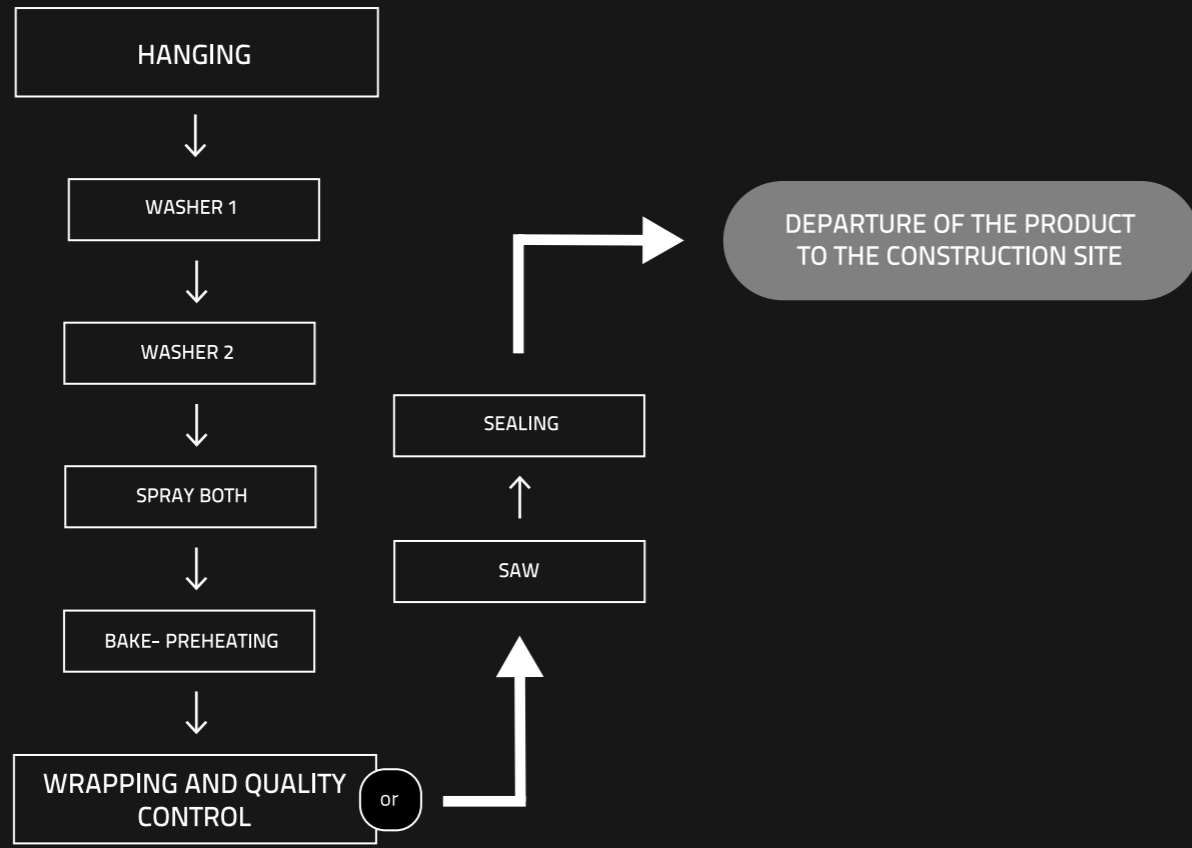 HANGING
WASHER 1
WASHER 2
SPRAY BOTH
BAKE- PREHEATING
WRAPPING AND QUALITY
CONTROL
or
SAW
SEALING
DEPARTURE OF THE PRODUCT
TO THE CONSTRUCTION SITE